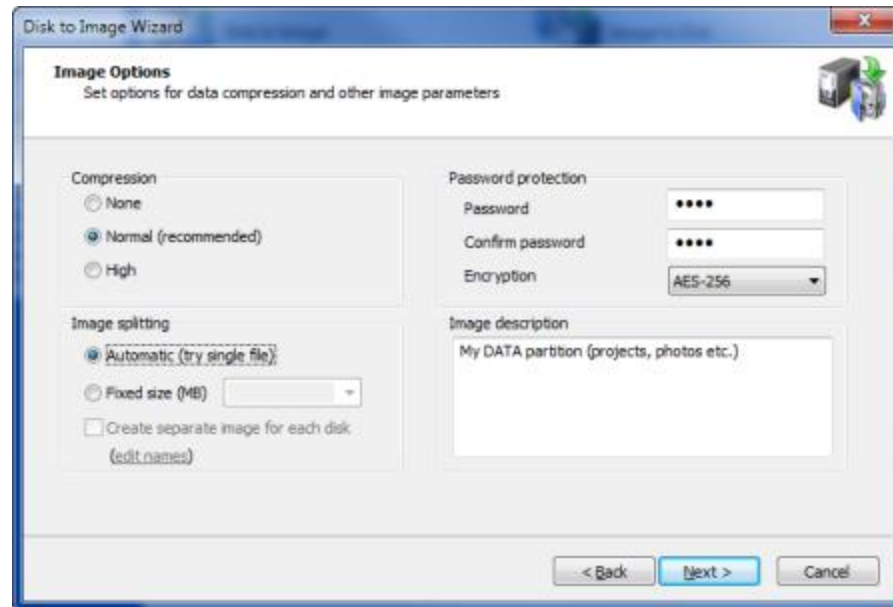 Disk to Image Wizard
Image Options
Set options for data compression and other image parameters
Compression
None
Normal (recommended)
High
Password protection
Password
••••
Confirm password
••••
Encryption
AES-256
Image splitting
Automatic (try single file)
Fixed size (MB)
Create separate image for each disk
(edit names)
Image description
My DATA partition (projects, photos etc.)
< Back
Next >
Cancel